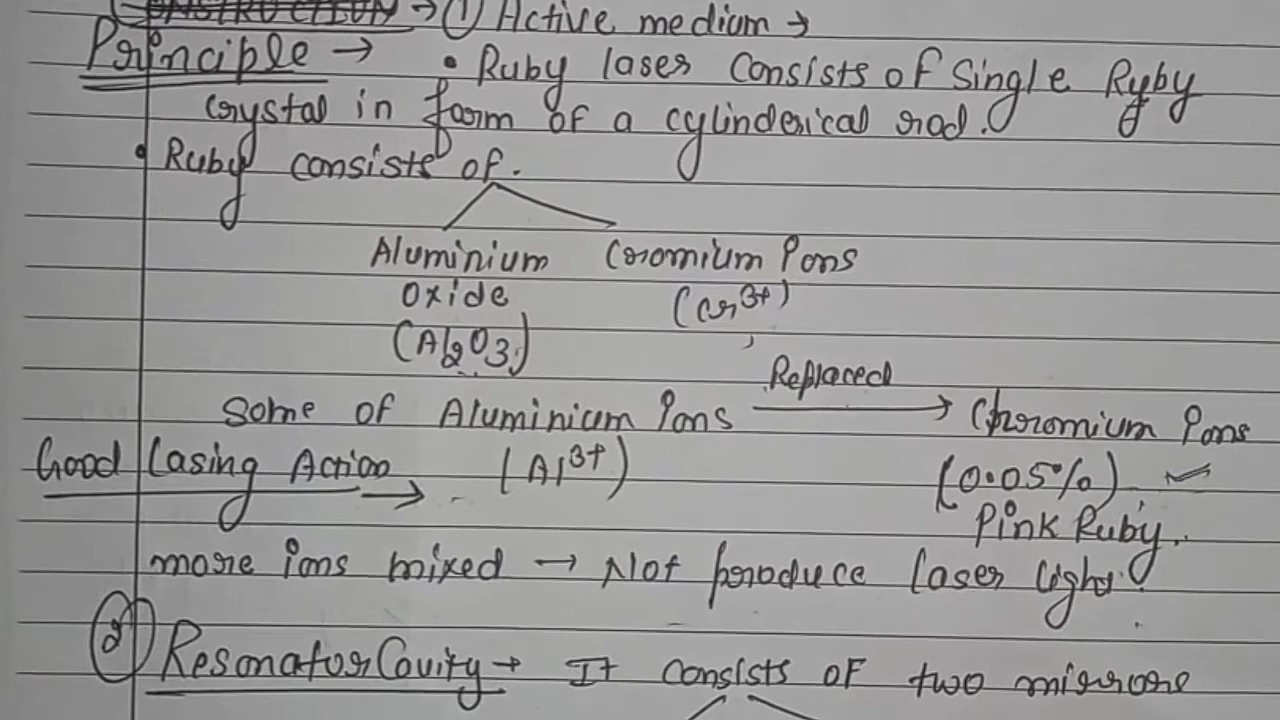 CONSTRUCTION → (1) Active medium →
Principle → • Ruby laser consists of single Ryby
crystal in form of a cylinderical rod.
• Ruby consists of.
Aluminium Cromium Ions
Oxide (Cr3+)
(Al2O3)
Replaced
Some of Aluminium Ions → Chromium Ions
Good Lasing Action → (Al3+) (0.05%) ✓
Pink Ruby.
more ions mixed → Not produce laser light.
(2) Resonator Cavity → It consists of two mirrors